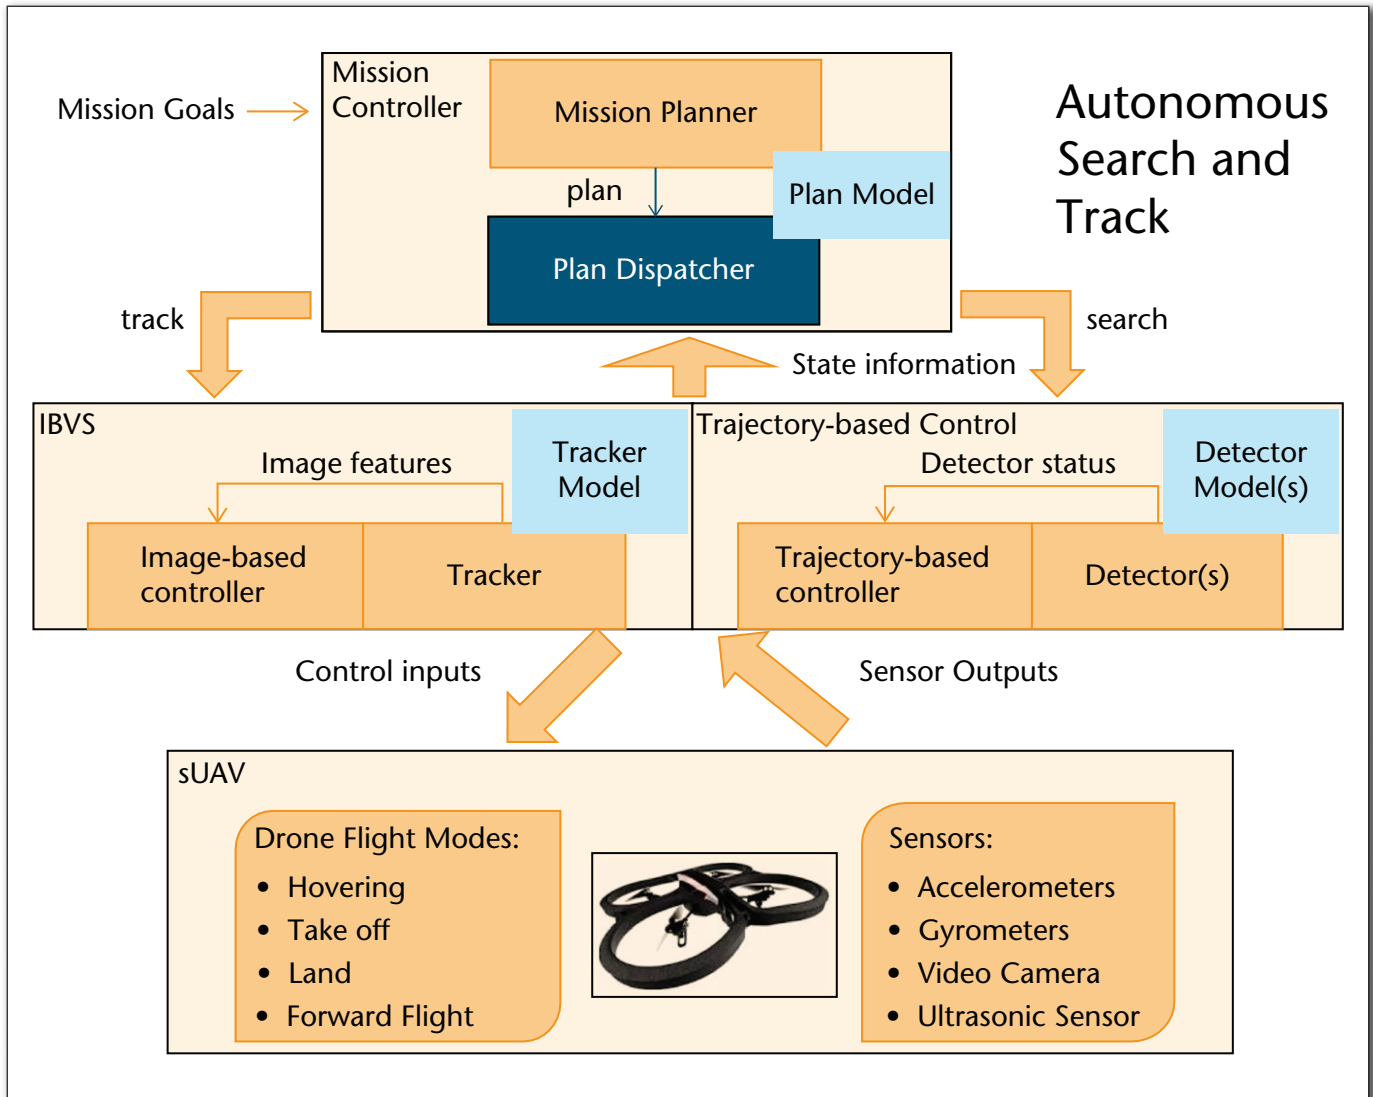 Mission
Controller
Mission Goals
Mission Planner
Autonomous
Search and
Track
plan
Plan Model
Plan Dispatcher
track
search
State information
IBVS
Tracker
Model
Image features
Image-based
controller
Tracker
Trajectory-based Control
Detector
Model(s)
Detector status
Trajectory-based
controller
Detector(s)
Control inputs
Sensor Outputs
sUAV
Drone Flight Modes:
• Hovering
• Take off
• Land
• Forward Flight
Sensors:
• Accelerometers
• Gyrometers
• Video Camera
• Ultrasonic Sensor